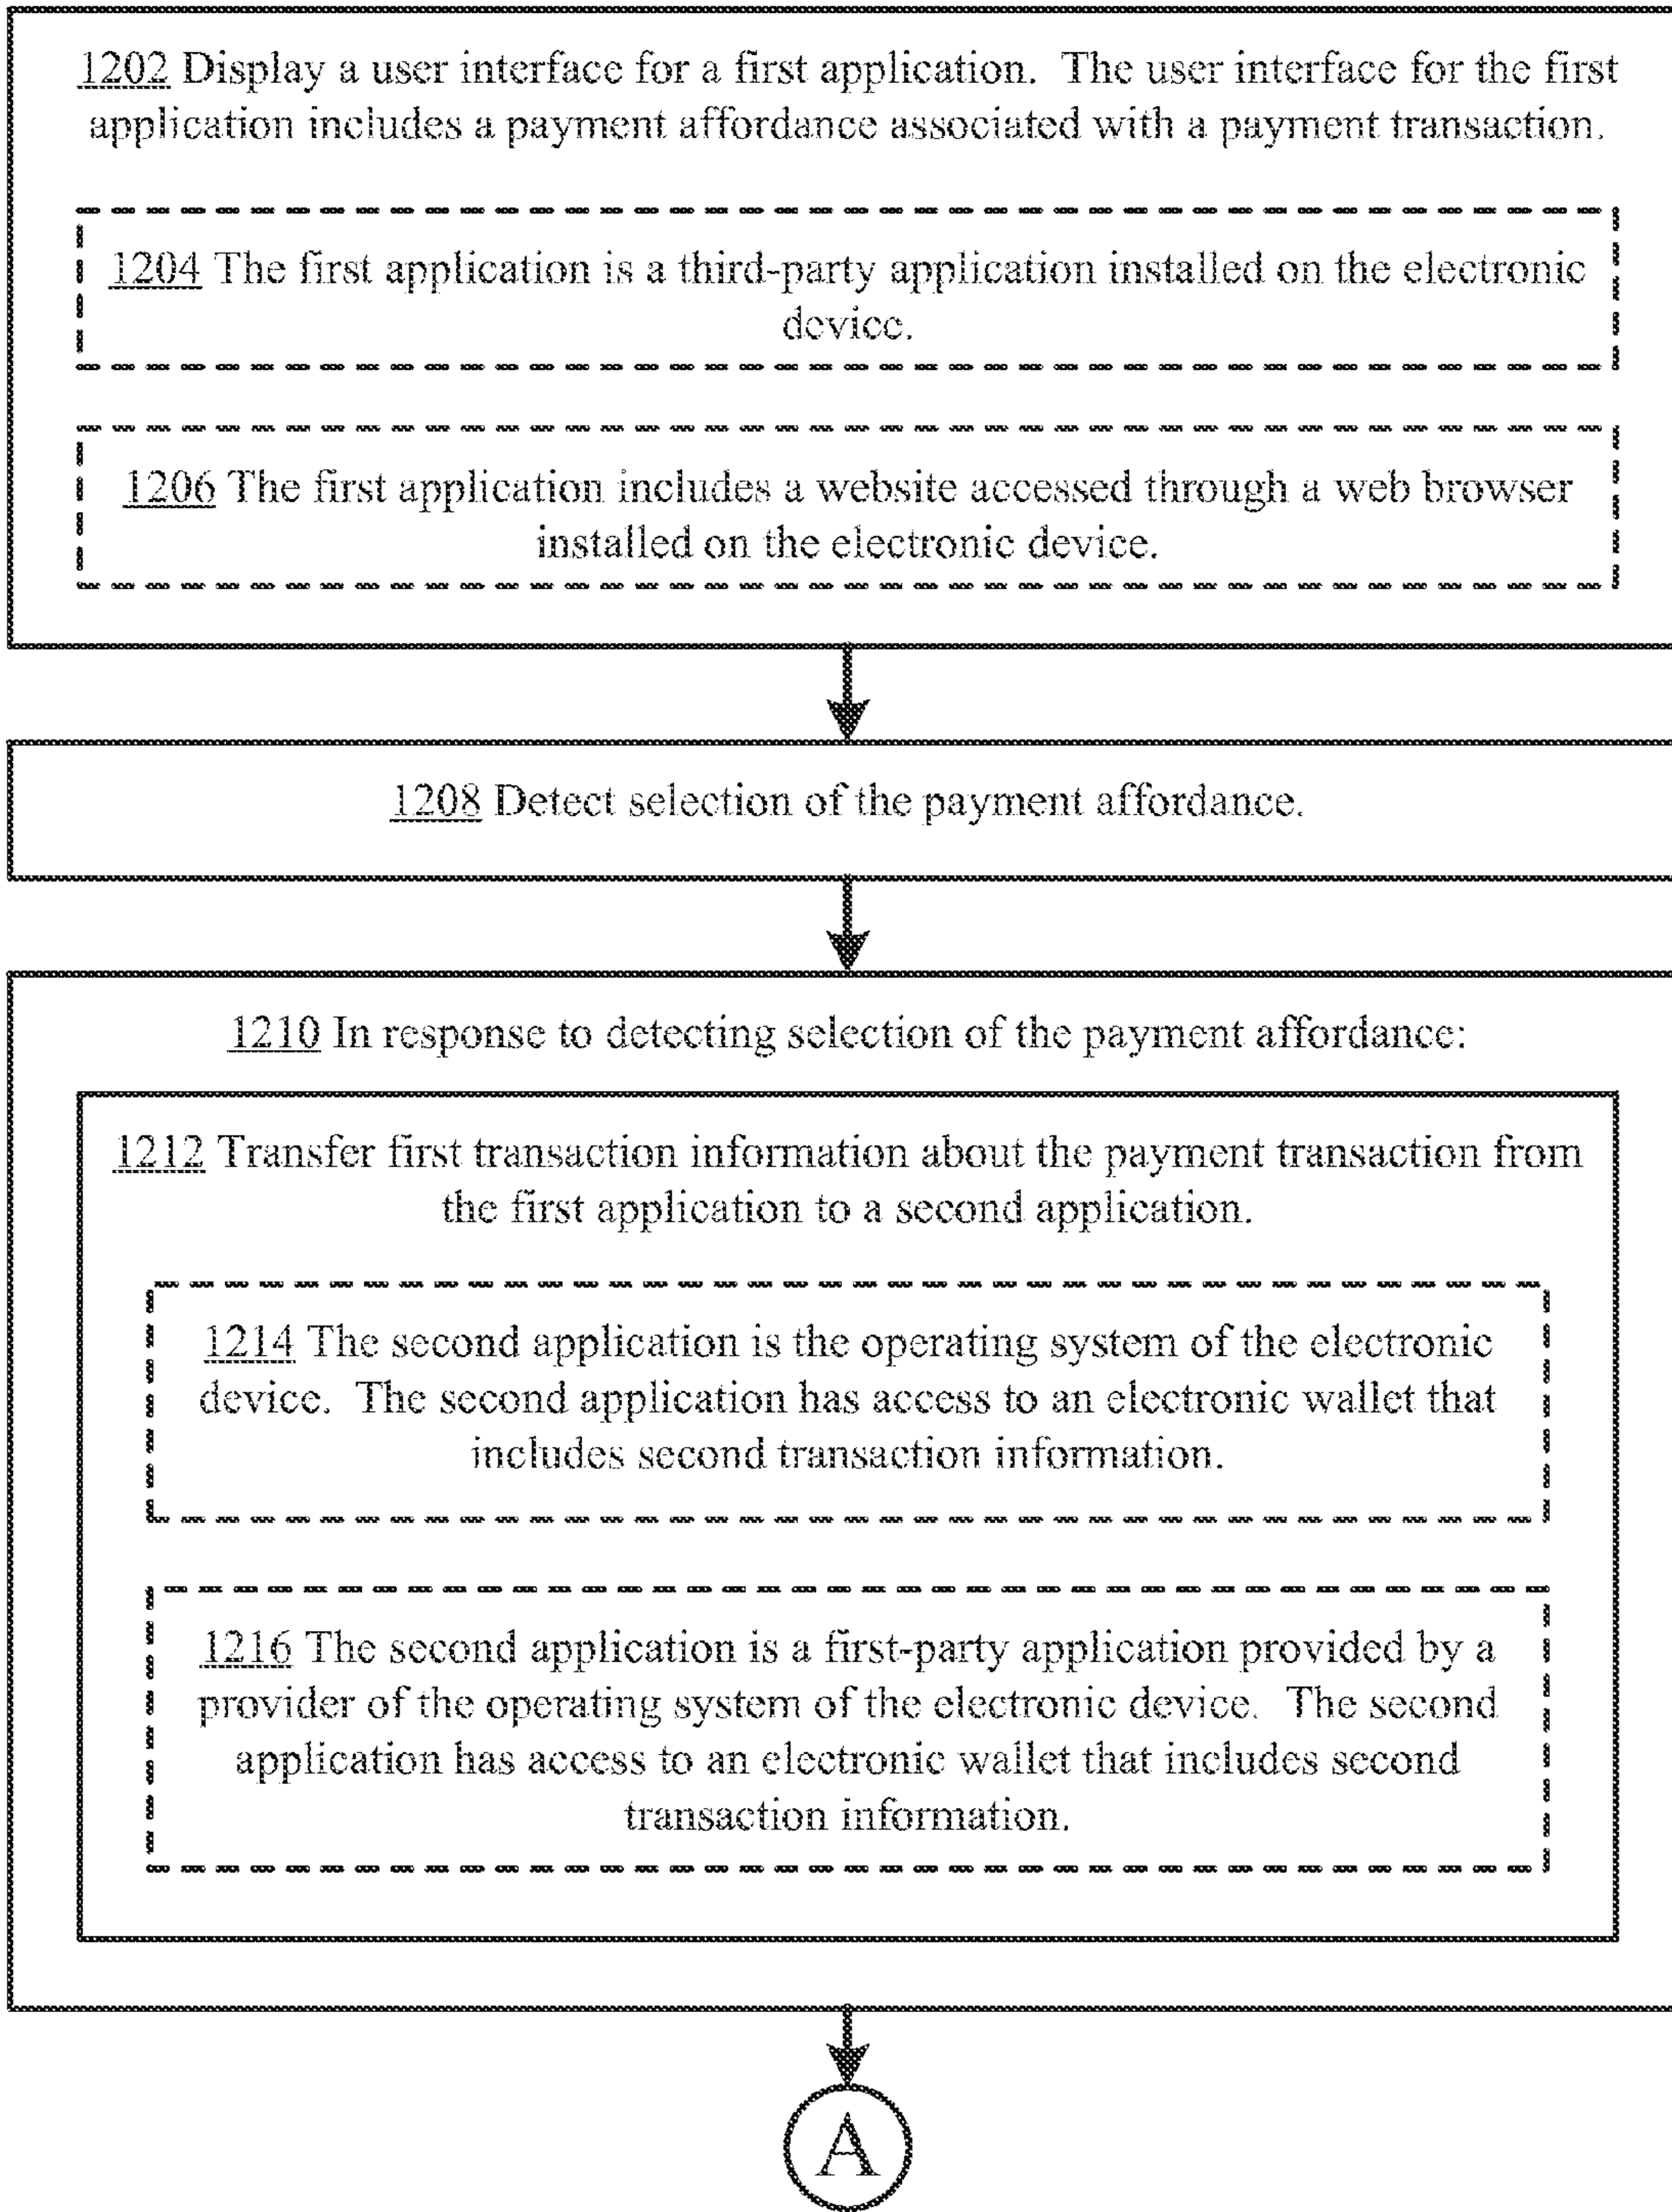 1202 Display a user interface for a first application.  The user interface for the first
application includes a payment affordance associated with a payment transaction.
1204 The first application is a third-party application installed on the electronic
device.
1206 The first application includes a website accessed through a web browser
installed on the electronic device.
1208 Detect selection of the payment affordance.
1210 In response to detecting selection of the payment affordance:
1212 Transfer first transaction information about the payment transaction from
the first application to a second application.
1214 The second application is the operating system of the electronic
device.  The second application has access to an electronic wallet that
includes second transaction information.
1216 The second application is a first-party application provided by a
provider of the operating system of the electronic device.  The second
application has access to an electronic wallet that includes second
transaction information.
A